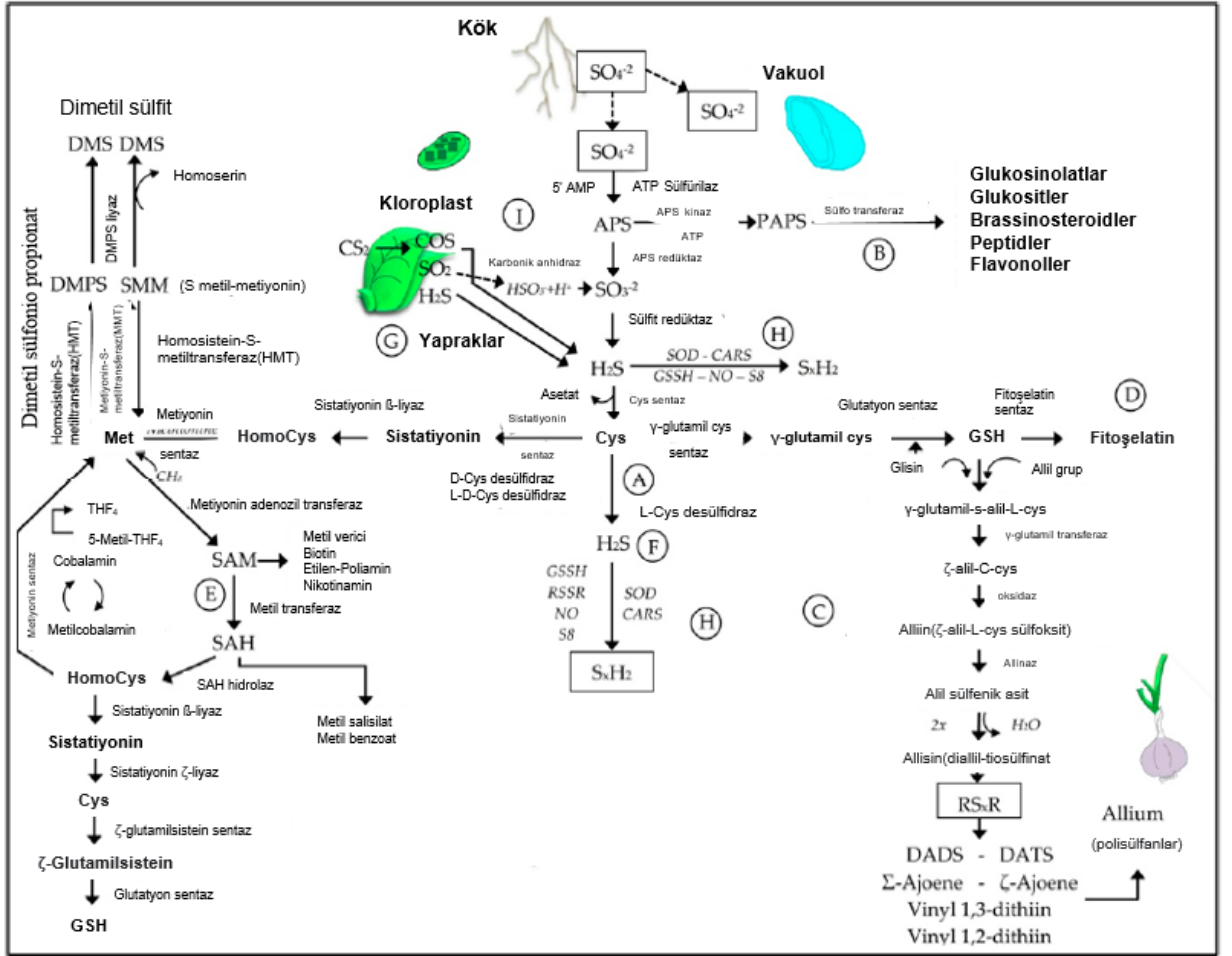 Kök
SO₄⁻²
Vakuol
SO₄⁻²
Dimetil sülfit
DMS DMS
SO₄⁻²
Homoserin
5' AMP
ATP Sülfürilaz
Glukosinolatlar
Glukositler
Brassinosteroidler
Peptidler
Flavonoller
Kloroplast
I
APS
APS kinaz
ATP
PAPS
Sülfo transferaz
B
DMPS liyaz
CS₂
COS
SO₂
H₂S
Karbonik anhidraz
HSO₃+H⁺
APS redüktaz
SO₃⁻²
DMPS
SMM
(S metil-metiyonin)
Dimetil sülfonio propionat
G
Yapraklar
Sülfit redüktaz
H
Homosistein-S-
metiltransferaz(HMT)
Metiyonin-S-
metiltransferaz(MMT)
Homosistein-S-
metiltransferaz(HMT)
H₂S
SOD - CARS
GSSH – NO – S8
SₓH₂
Asetat
Cys sentaz
Metiyonin
sentaz
Sistatiyonin ß-liyaz
Sistatiyonin
sentaz
γ-glutamil cys
sentaz
Glutatyon sentaz
Fitoşelatin
sentaz
D
Met
HomoCys
Sistatiyonin
Cys
γ-glutamil cys
GSH
Fitoşelatin
CH₃
Glisin
Allil grup
D-Cys desülfidraz
L-D-Cys desülfidraz
A
L-Cys desülfidraz
Metiyonin adenozil transferaz
THF₄
5-Metil-THF₄
Cobalamin
Metilcobalamin
Metiyonin sentaz
γ-glutamil-s-alil-L-cys
γ-glutamil transferaz
SAM
Metil verici
Biotin
Etilen-Poliamin
Nikotinamin
H₂S
F
ζ-alil-C-cys
oksidaz
E
Metil transferaz
GSSH
RSSR
NO
S8
SOD
CARS
H
C
Alliin(ζ-alil-L-cys sülfoksit)
SAH
Allinaz
HomoCys
SAH hidrolaz
SₓH₂
Alil sülfenik asit
Sistatiyonin ß-liyaz
Metil salisilat
Metil benzoat
2x
H₂O
Sistatiyonin
Allisin(diallil-tiosülfinat
Sistatiyonin ζ-liyaz
Cys
RSₓR
Allium
(polisülfanlar)
ζ-glutamilsistein sentaz
ζ-Glutamilsistein
DADS - DATS
Σ-Ajoene - ζ-Ajoene
Vinyl 1,3-dithiin
Vinyl 1,2-dithiin
Glutatyon sentaz
GSH